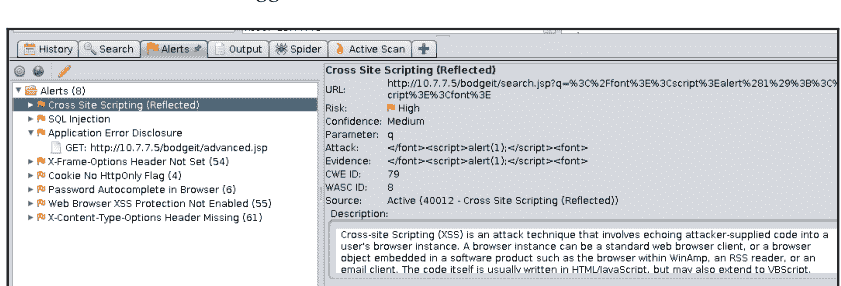 History Search Alerts Output Spider Active Scan
Alerts (8)
Cross Site Scripting (Reflected)
SQL Injection
Application Error Disclosure
GET: http://10.7.7.5/bodgeit/advanced.jsp
X-Frame-Options Header Not Set (54)
Cookie No HttpOnly Flag (4)
Password Autocomplete in Browser (6)
Web Browser XSS Protection Not Enabled (55)
X-Content-Type-Options Header Missing (61)
Cross Site Scripting (Reflected)
URL: http://10.7.7.5/bodgeit/search.jsp?q=%3C%2Ffont%3E%3Cscript%3Ealert%281%29%3B%3C%
cript%3E%3Cfont%3E
Risk: High
Confidence: Medium
Parameter: q
Attack: </font><script>alert(1);</script><font>
Evidence: </font><script>alert(1);</script><font>
CWE ID: 79
WASC ID: 8
Source: Active (40012 - Cross Site Scripting (Reflected))
Description:
Cross-site Scripting (XSS) is an attack technique that involves echoing attacker-supplied code into a
user's browser instance. A browser instance can be a standard web browser client, or a browser
object embedded in a software product such as the browser within WinAmp, an RSS reader, or an
email client. The code itself is usually written in HTML/JavaScript, but may also extend to VBScript,